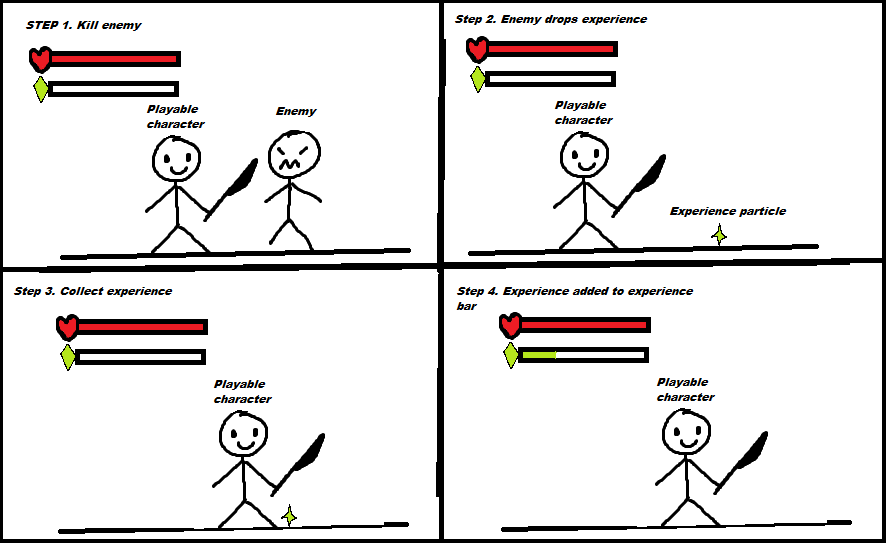 STEP 1. Kill enemy
Playable
character
Enemy
Step 2. Enemy drops experience
Playable
character
Experience particle
Step 3. Collect experience
Playable
character
Step 4. Experience added to experience
bar
Playable
character